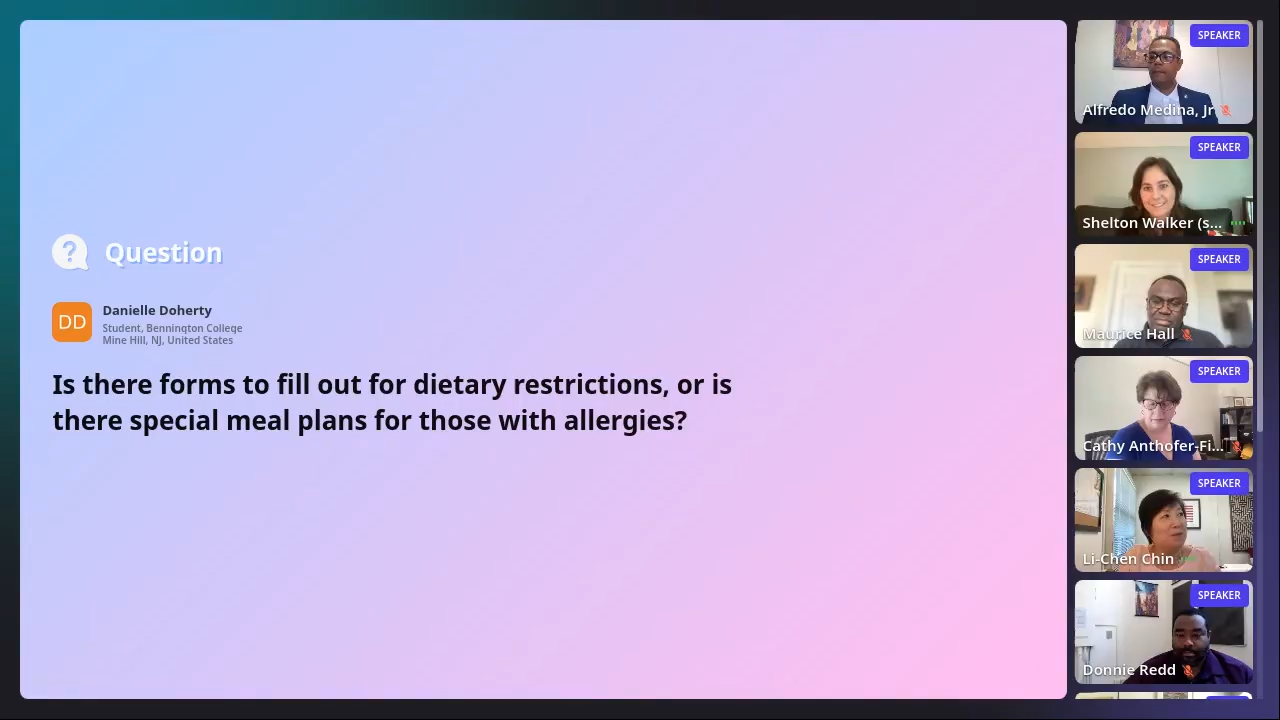 Question
DD
Danielle Doherty
Student, Bennington College
Mine Hill, NJ, United States
Is there forms to fill out for dietary restrictions, or is
there special meal plans for those with allergies?
SPEAKER
Alfredo Medina, Jr
SPEAKER
Shelton Walker (s...
SPEAKER
Maurice Hall
SPEAKER
Cathy Anthofer-Fi...
SPEAKER
Li-Chen Chin
SPEAKER
Donnie Redd